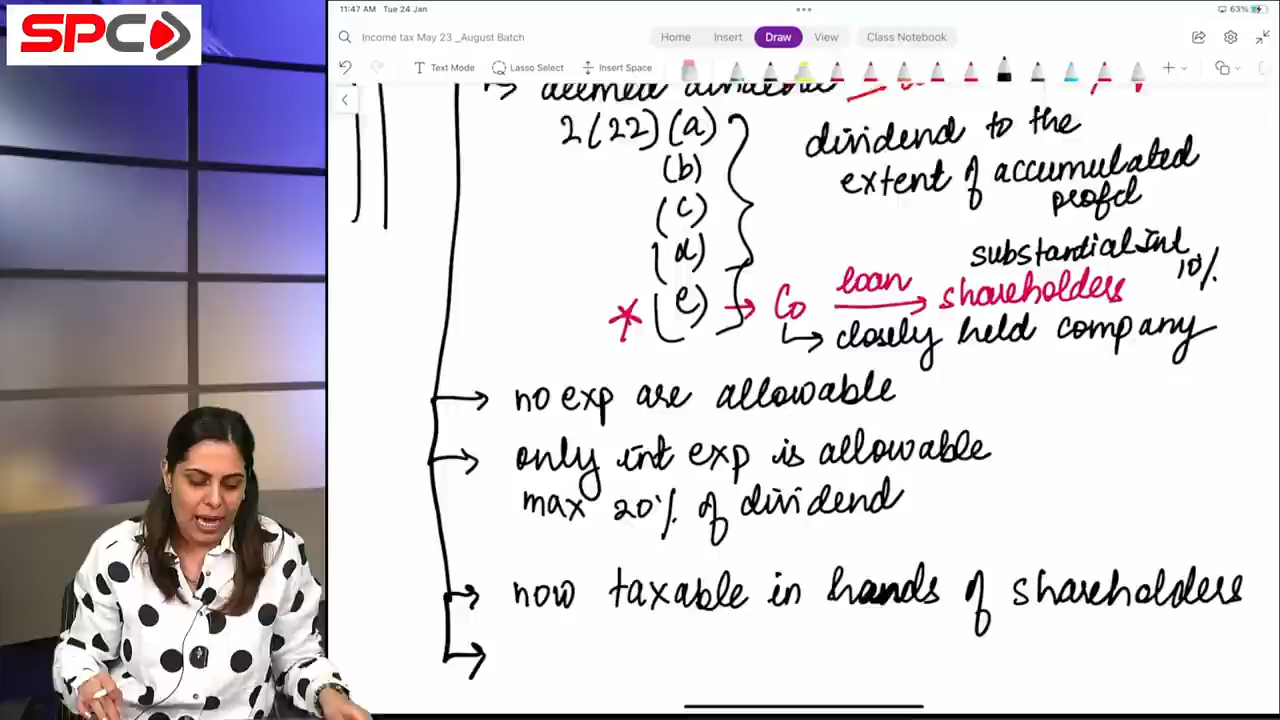 SPC
11:47 AM Tue 24 Jan
63%
Income tax May 23 _August Batch
Home Insert Draw View Class Notebook
Text Mode Lasso Select Insert Space
deemed dividend
2(22) (a)
(b)
(c)
(d)
(e)
dividend to the
extent of accumulated
profit
substantial int
10%
Co loan shareholders
closely held company
no exp are allowable
only int exp is allowable
max 20% of dividend
now taxable in hands of shareholders